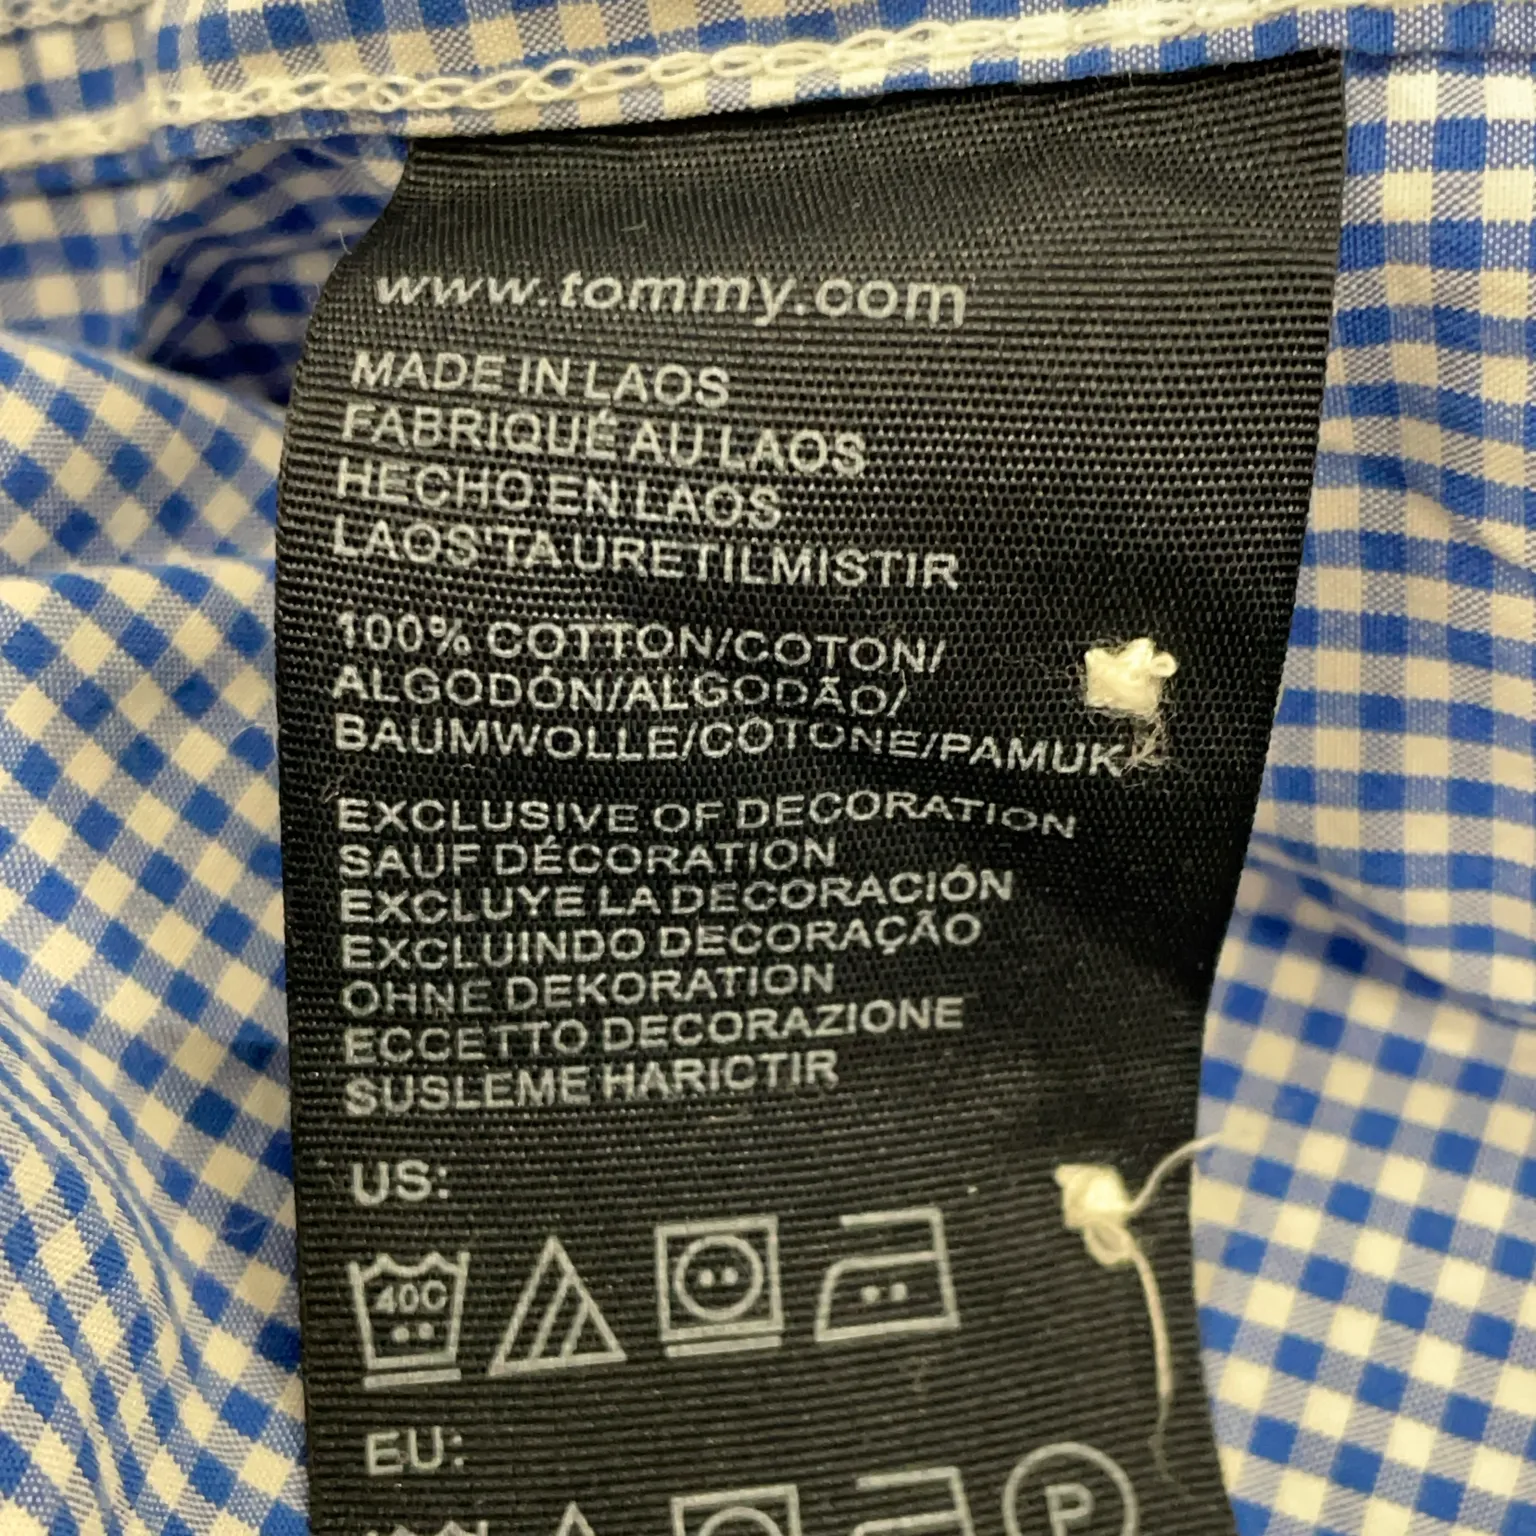 www.tommy.com
MADE IN LAOS
FABRIQUÉ AU LAOS
HECHO EN LAOS
LAOS'TA URETILMISTIR
100% COTTON/COTON/
ALGODÓN/ALGODÃO/
BAUMWOLLE/COTONE/PAMUK
EXCLUSIVE OF DECORATION
SAUF DÉCORATION
EXCLUYE LA DECORACIÓN
EXCLUINDO DECORAÇÃO
OHNE DEKORATION
ECCETTO DECORAZIONE
SUSLEME HARICTIR
US:
40C
EU:
P